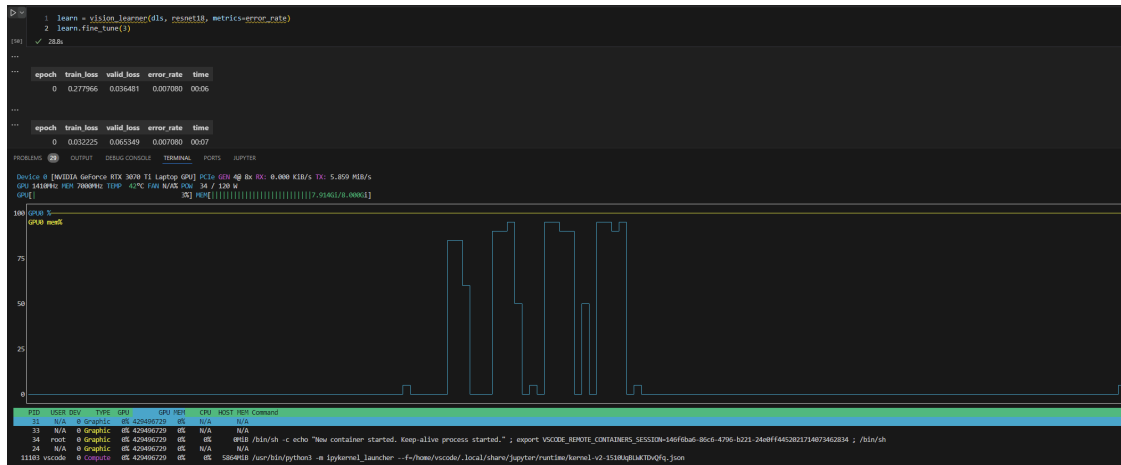 1 learn = vision_learner(dls, resnet18, metrics=error_rate)
2 learn.fine_tune(3)
[50] ✓ 28.8s
...
...
epoch train_loss valid_loss error_rate time
0 0.277966 0.036481 0.007080 00:06
...
...
epoch train_loss valid_loss error_rate time
0 0.032225 0.065349 0.007080 00:07
PROBLEMS 29 OUTPUT DEBUG CONSOLE TERMINAL PORTS JUPYTER
Device 0 [NVIDIA GeForce RTX 3070 Ti Laptop GPU] PCIe GEN 4@ 8x RX: 0.000 KiB/s TX: 5.859 MiB/s
GPU 1410MHz MEM 7000MHz TEMP 42°C FAN N/A% POW 34 / 120 W
GPU[| 3%] MEM[||||||||||||||||||||||||7.914Gi/8.000Gi]
100 GPU0 %
GPU0 mem%
75
50
25
0
PID USER DEV TYPE GPU GPU MEM CPU HOST MEM Command
31 N/A 0 Graphic 0% 429496729 0% N/A N/A
33 N/A 0 Graphic 0% 429496729 0% N/A N/A
34 root 0 Graphic 0% 429496729 0% 0% 0MiB /bin/sh -c echo "New container started. Keep-alive process started." ; export VSCODE_REMOTE_CONTAINERS_SESSION=146f6ba6-86c6-4796-b221-24e0ff4452021714073462834 ; /bin/sh
24 N/A 0 Graphic 0% 429496729 0% N/A N/A
11103 vscode 0 Compute 0% 429496729 0% 0% 5864MiB /usr/bin/python3 -m ipykernel_launcher --f=/home/vscode/.local/share/jupyter/runtime/kernel-v2-1510UqBLWKTDvQfq.json